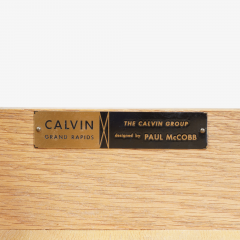 CALVIN
GRAND RAPIDS
THE CALVIN GROUP
designed by PAUL McCOBB